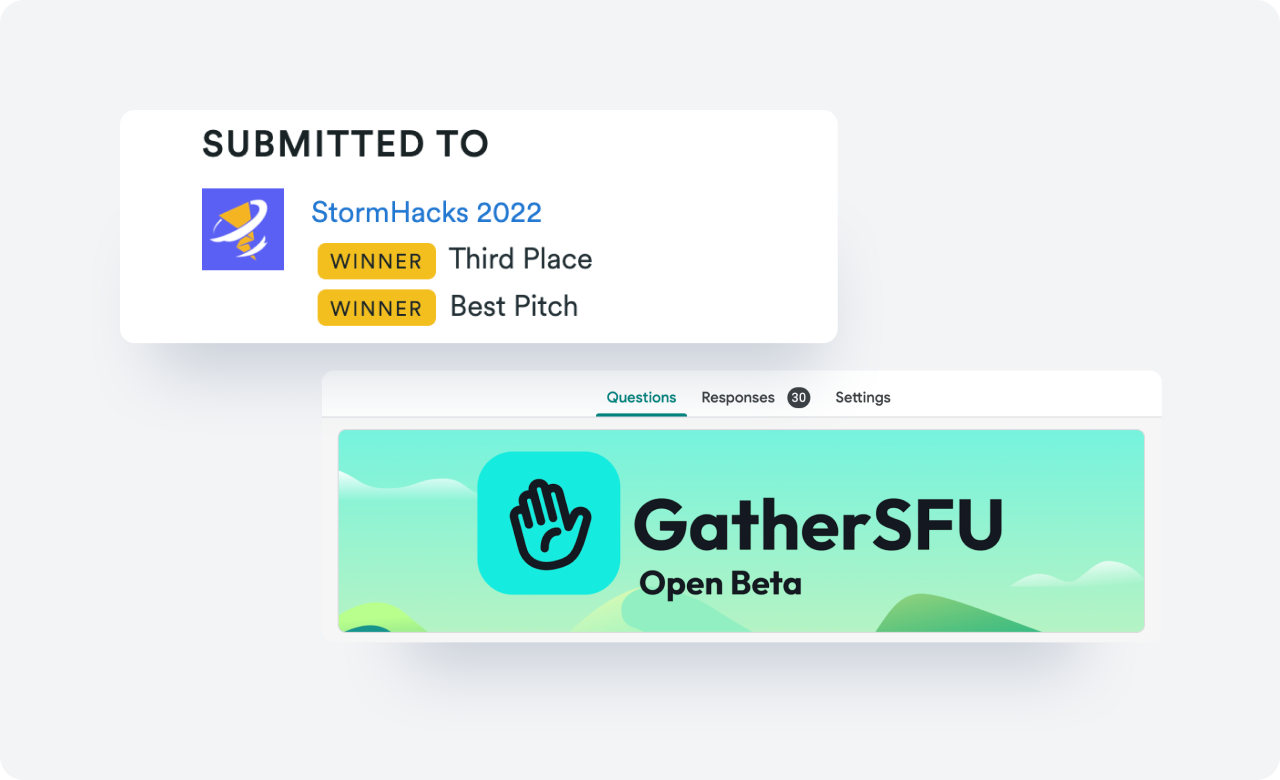 SUBMITTED TO
StormHacks 2022
WINNER Third Place
WINNER Best Pitch
Questions Responses 30 Settings
GatherSFU
Open Beta